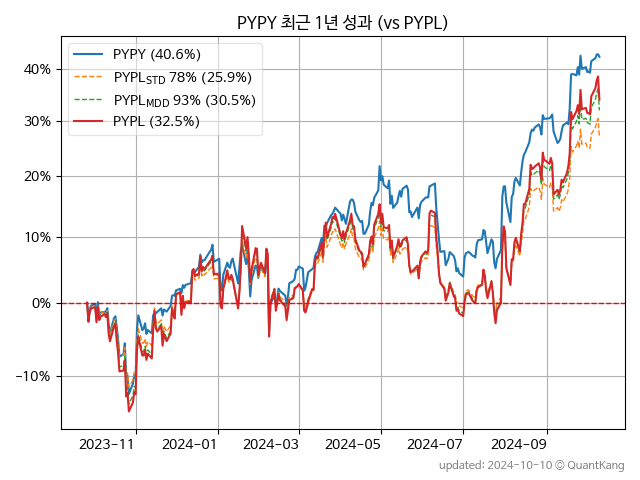 PYPY 최근 1년 성과 (vs PYPL)
PYPY (40.6%)
PYPLSTD 78% (25.9%)
PYPLMDD 93% (30.5%)
PYPL (32.5%)
40%
30%
20%
10%
0%
−10%
2023−11
2024−01
2024−03
2024−05
2024−07
2024−09
updated: 2024-10-10 © QuantKang